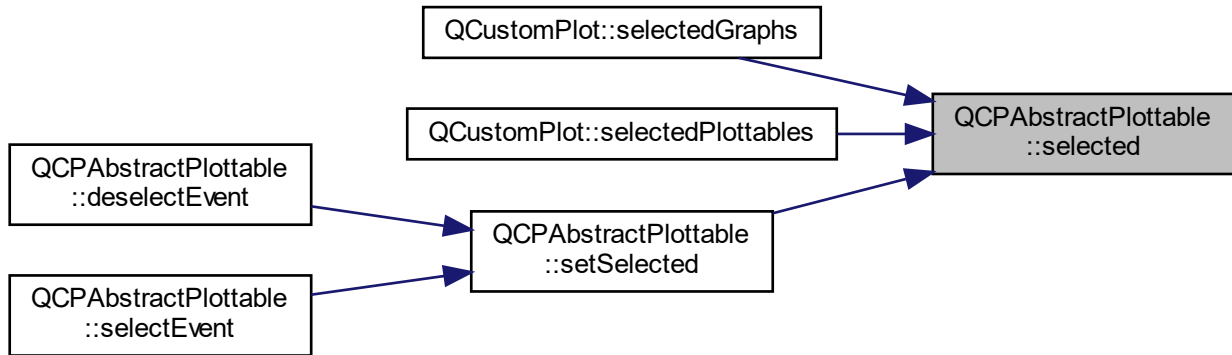 QCustomPlot::selectedGraphs
QCPAbstractPlottable
::selected
QCustomPlot::selectedPlottables
QCPAbstractPlottable
::deselectEvent
QCPAbstractPlottable
::setSelected
QCPAbstractPlottable
::selectEvent